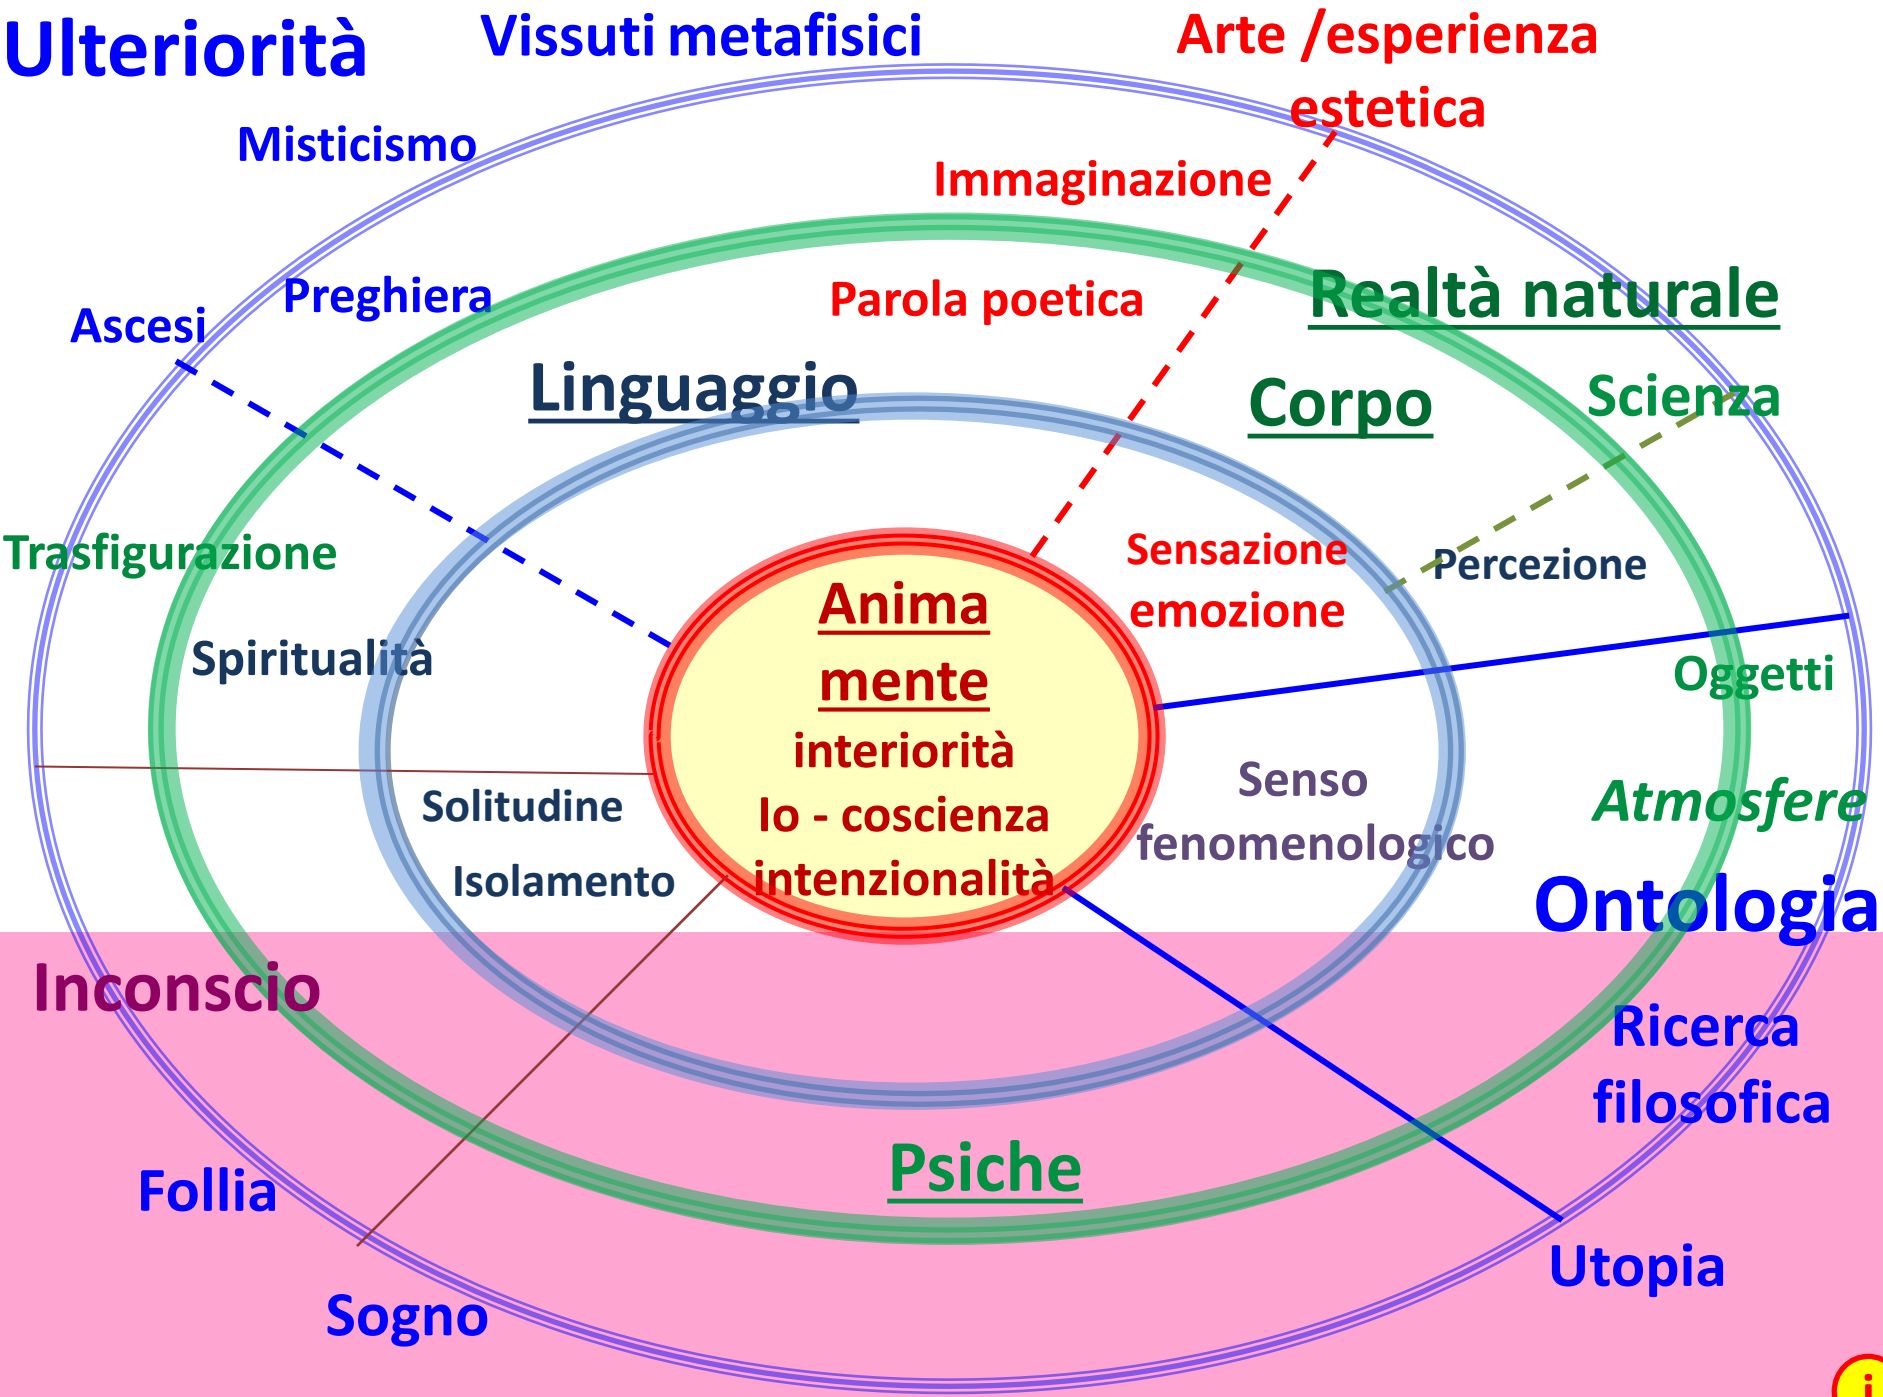 Ulteriorità
Vissuti metafisici
Arte /esperienza
estetica
Misticismo
Immaginazione
Preghiera
Parola poetica
Realtà naturale
Ascesi
Linguaggio
Corpo
Scienza
Trasfigurazione
Sensazione
emozione
Percezione
Anima
mente
interiorità
Io - coscienza
intenzionalità
Spiritualità
Oggetti
Solitudine
Isolamento
Senso
fenomenologico
Atmosfere
Ontologia
Inconscio
Ricerca
filosofica
Psiche
Follia
Utopia
Sogno
i